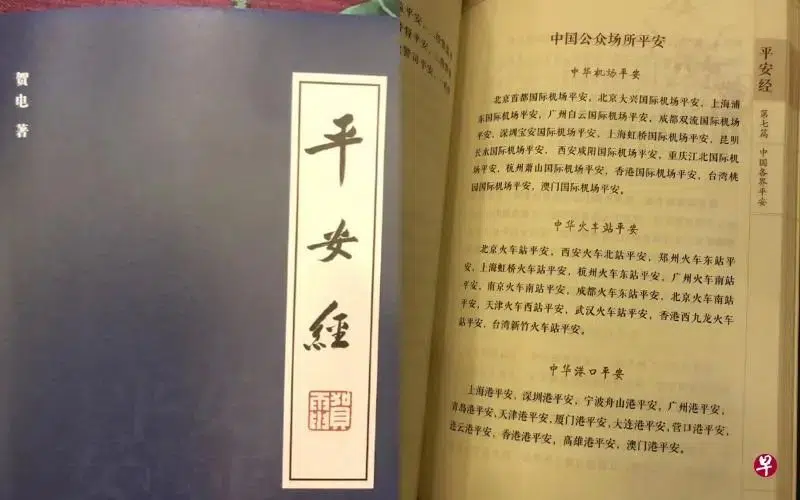 贺电 著
平安經
賀電
中国公众场所平安
中华机场平安
北京首都国际机场平安，北京大兴国际机场平安，上海浦
东国际机场平安，广州白云国际机场平安，成都双流国际机场
平安，深圳宝安国际机场平安，上海虹桥国际机场平安，昆明
长水国际机场平安，西安咸阳国际机场平安，重庆江北国际机
场平安，杭州萧山国际机场平安，香港国际机场平安，台湾桃
园国际机场平安，澳门国际机场平安。
中华火车站平安
北京火车站平安，西安火车北站平安，郑州火车东站平
安，上海虹桥火车站平安，杭州火车东站平安，广州火车南站
平安，南京火车南站平安，成都火车东站平安，北京火车南站
平安，天津火车西站平安，武汉火车站平安，香港西九龙火车
站平安，台湾新竹火车站平安。
中华港口平安
上海港平安，深圳港平安，宁波舟山港平安，广州港平安，
青岛港平安，天津港平安，厦门港平安，大连港平安，营口港平安，
连云港平安，香港港平安，高雄港平安，澳门港平安。
平安经
第七篇 中国各界平安
早